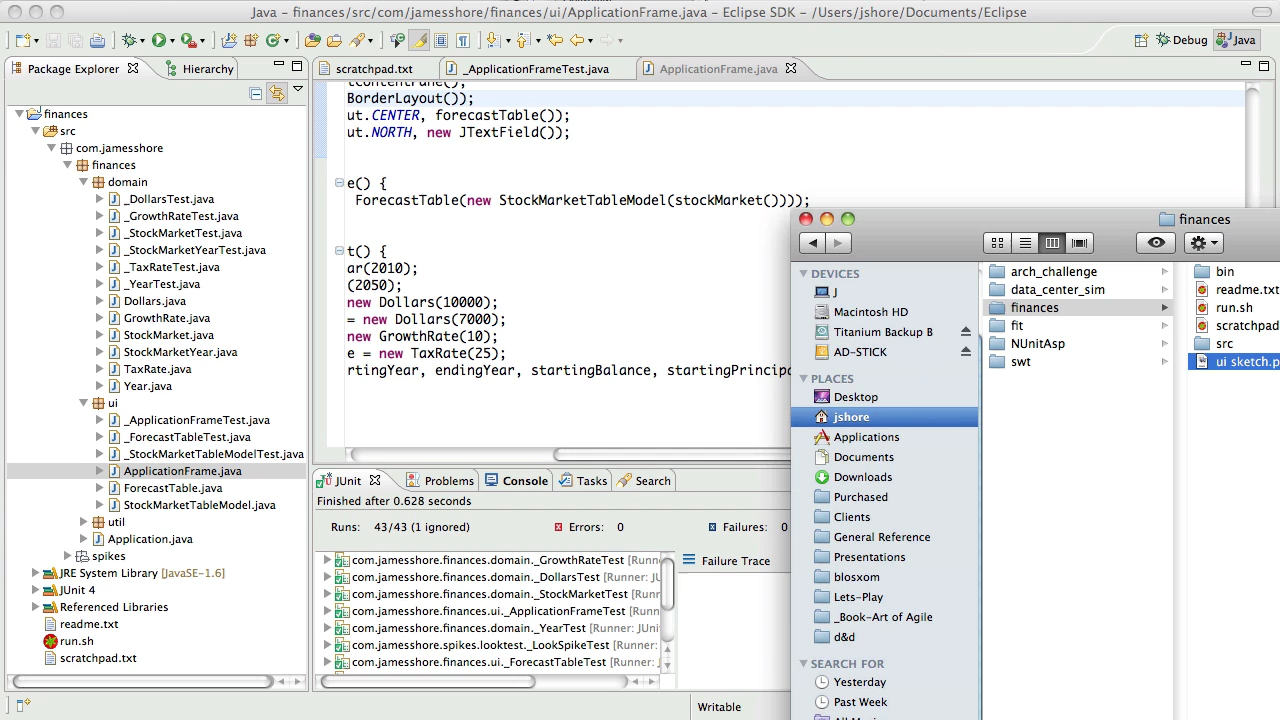 Java – finances/src/com/jamesshore/finances/ui/ApplicationFrame.java – Eclipse SDK – /Users/jshore/Documents/Eclipse
Debug
Java
Package Explorer
Hierarchy
scratchpad.txt
_ApplicationFrameTest.java
ApplicationFrame.java
finances
src
com.jamesshore
finances
domain
_DollarsTest.java
_GrowthRateTest.java
_StockMarketTest.java
_StockMarketYearTest.java
_TaxRateTest.java
_YearTest.java
Dollars.java
GrowthRate.java
StockMarket.java
StockMarketYear.java
TaxRate.java
Year.java
ui
_ApplicationFrameTest.java
_ForecastTableTest.java
_StockMarketTableModelTest.java
ApplicationFrame.java
ForecastTable.java
StockMarketTableModel.java
util
Application.java
spikes
JRE System Library [JavaSE-1.6]
JUnit 4
Referenced Libraries
readme.txt
run.sh
scratchpad.txt
BorderLayout());
ut.CENTER, forecastTable());
ut.NORTH, new JTextField());
e() {
ForecastTable(new StockMarketTableModel(stockMarket()));
t() {
ar(2010);
(2050);
new Dollars(10000);
= new Dollars(7000);
new GrowthRate(10);
e = new TaxRate(25);
rtingYear, endingYear, startingBalance, startingPrincipa
JUnit
Problems
Console
Tasks
Search
Finished after 0.628 seconds
Runs: 43/43 (1 ignored)
Errors: 0
Failures: 0
com.jamesshore.finances.domain._GrowthRateTest [Runn
com.jamesshore.finances.domain._DollarsTest [Runner: JU
com.jamesshore.finances.domain._StockMarketTest [Runn
com.jamesshore.finances.ui._ApplicationFrameTest [Runn
com.jamesshore.finances.domain._YearTest [Runner: JUni
com.jamesshore.spikes.looktest._LookSpikeTest [Runner:
com.jamesshore.finances.ui._ForecastTableTest [Runner:
Failure Trace
Writable
finances
DEVICES
J
Macintosh HD
Titanium Backup B
AD-STICK
PLACES
Desktop
jshore
Applications
Documents
Downloads
Purchased
Clients
General Reference
Presentations
blosxom
Lets-Play
_Book-Art of Agile
d&d
SEARCH FOR
Yesterday
Past Week
arch_challenge
data_center_sim
finances
fit
NUnitAsp
swt
bin
readme.txt
run.sh
scratchpad
src
ui sketch.p